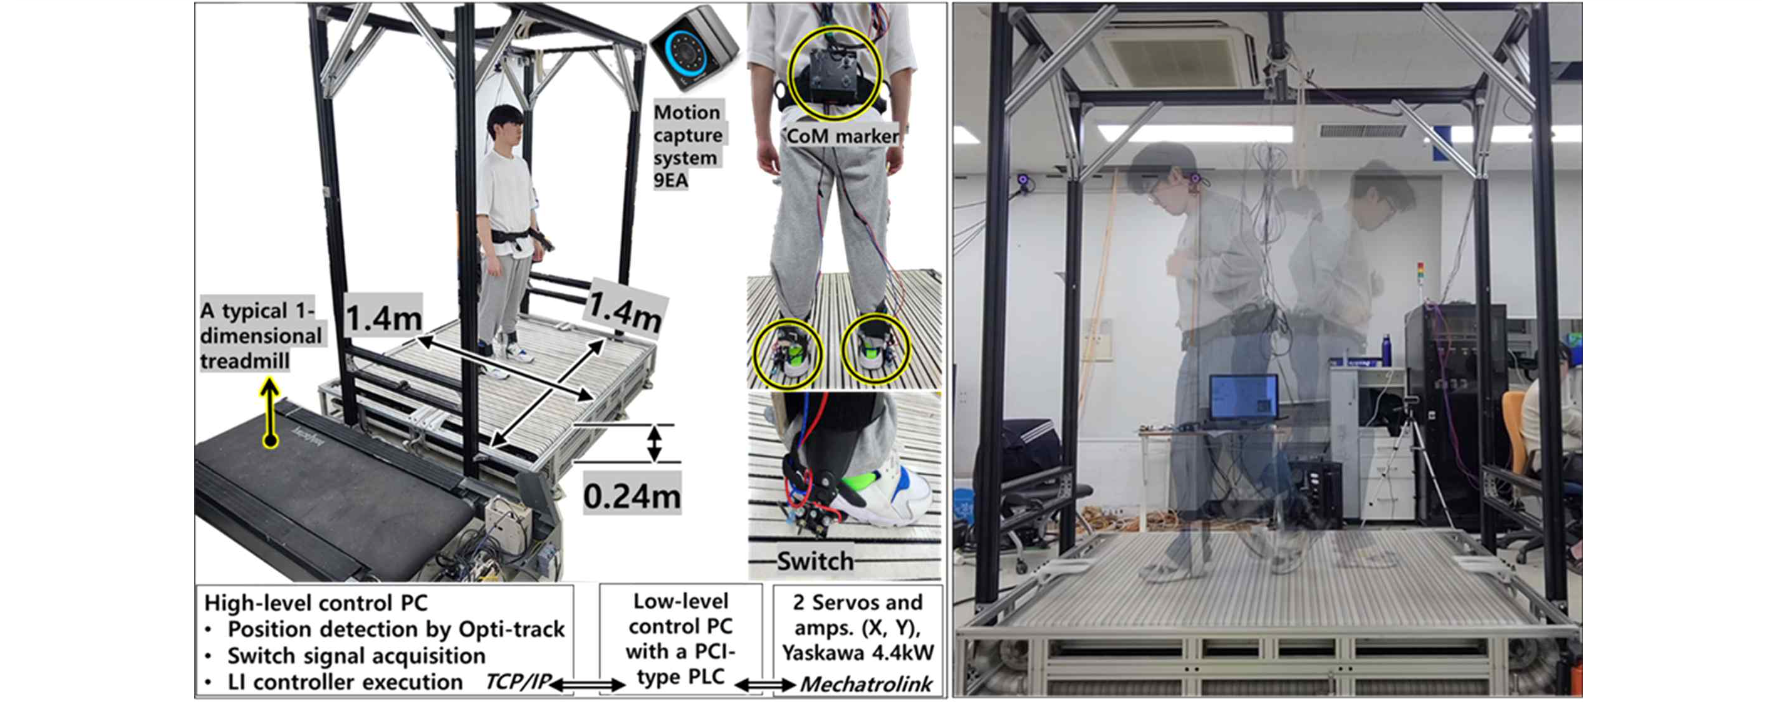 Motion
capture
system
9EA
CoM marker
A typical 1-
dimensional
treadmill
1.4m
1.4m
0.24m
Switch
High-level control PC
• Position detection by Opti-track
• Switch signal acquisition
• LI controller execution TCP/IP
Low-level
control PC
with a PCI-
type PLC
2 Servos and
amps. (X, Y),
Yaskawa 4.4kW
Mechatrolink